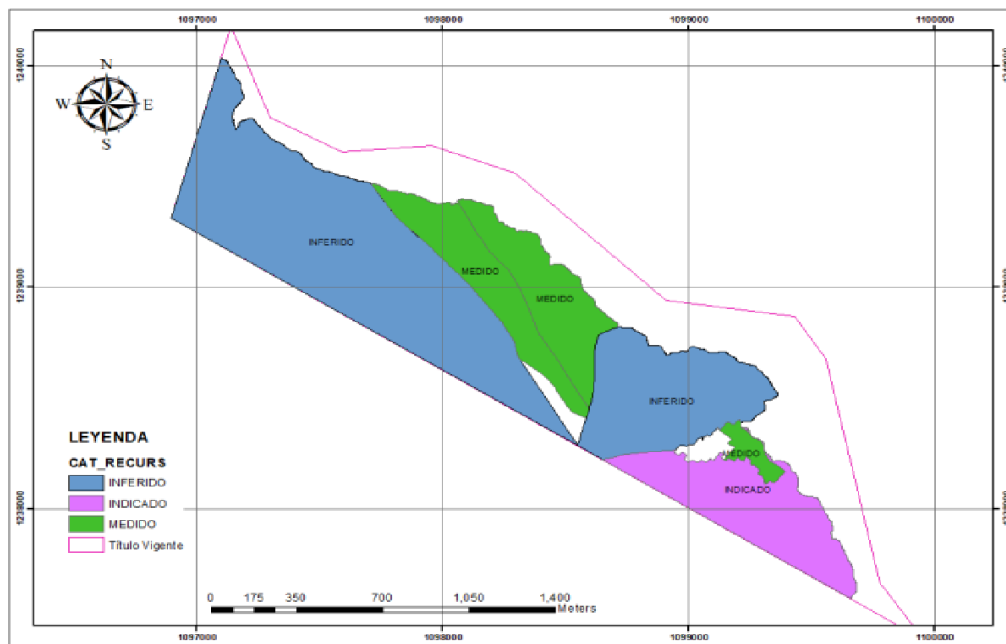 1097000 1098000 1099000 1100000
1240000
N
W E
S
INFERIDO
MEDIDO
MEDIDO
1239000
INFERIDO
MEDIDO
INDICADO
1238000
LEYENDA
CAT_RECURS
INFERIDO
INDICADO
MEDIDO
Título Vigente
0 175 350 700 1,050 1,400
Meters
1097000 1098000 1099000 1100000